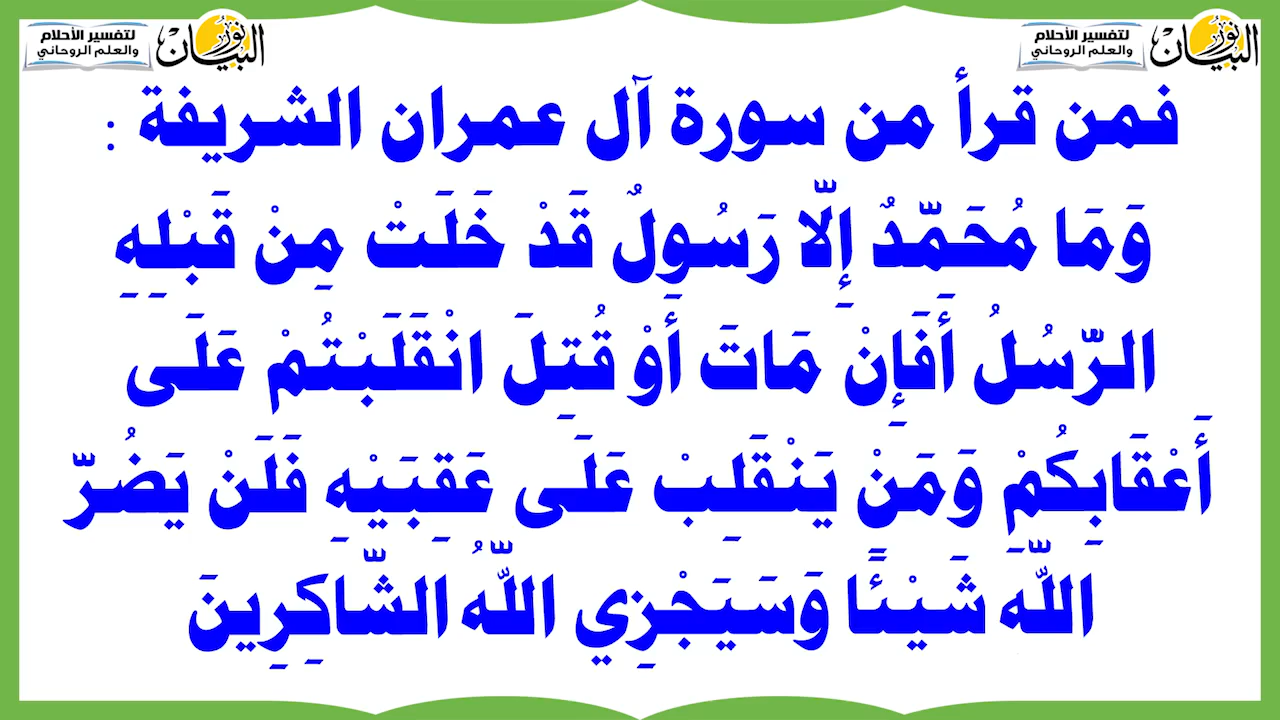 نور البيان
لتفسير الأحلام
والعلم الروحاني
نور البيان
لتفسير الأحلام
والعلم الروحاني
فمن قرأ من سورة آل عمران الشريفة :
وَمَا مُحَمَّدٌ إِلَّا رَسُولٌ قَدْ خَلَتْ مِنْ قَبْلِهِ
الرَّسُلُ أَفَإِنْ مَاتَ أَوْ قُتِلَ انْقَلَبْتُمْ عَلَى
أَعْقَابِكُمْ وَمَنْ يَنْقَلِبْ عَلَى عَقِبَيْهِ فَلَنْ يَضُرَّ
اللَّهَ شَيْئًا وَسَيَجْزِي اللَّهُ الشَّاكِرِينَ